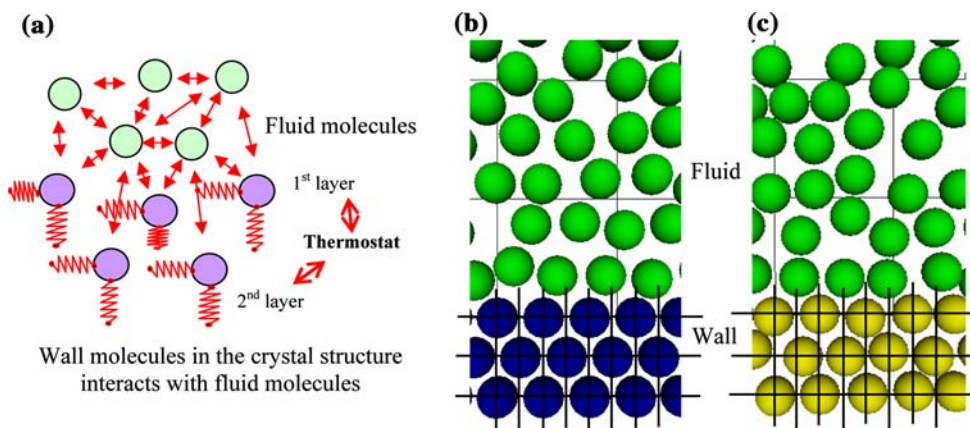 (a)
Fluid molecules
1st layer
Thermostat
2nd layer
Wall molecules in the crystal structure
interacts with fluid molecules
(b)
(c)
Fluid
Wall